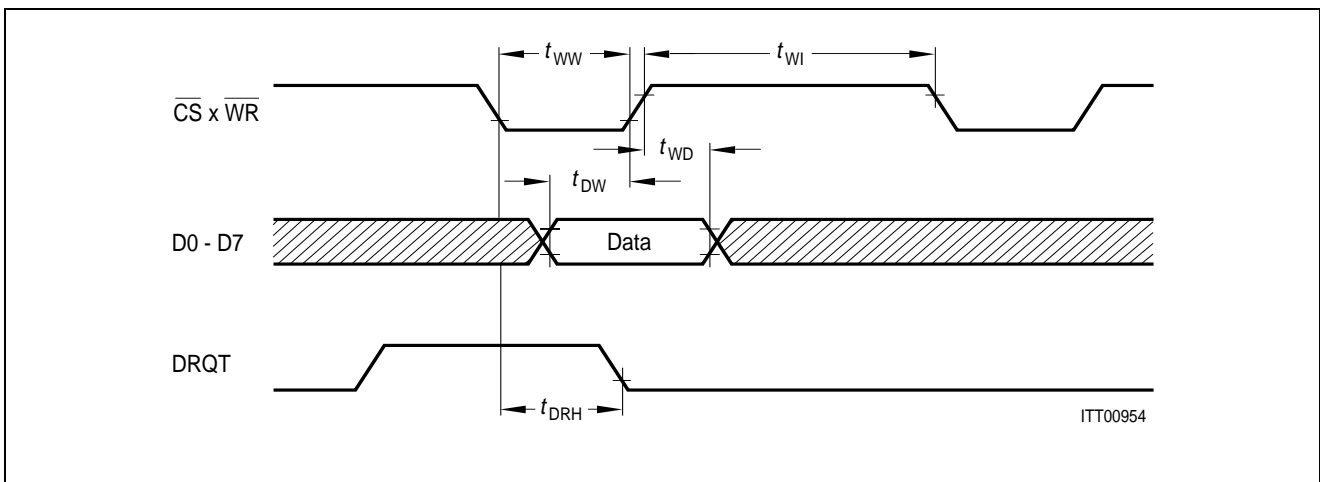 tWW
tWI
CS x WR
tWD
tDW
D0 - D7
Data
DRQT
tDRH
ITT00954